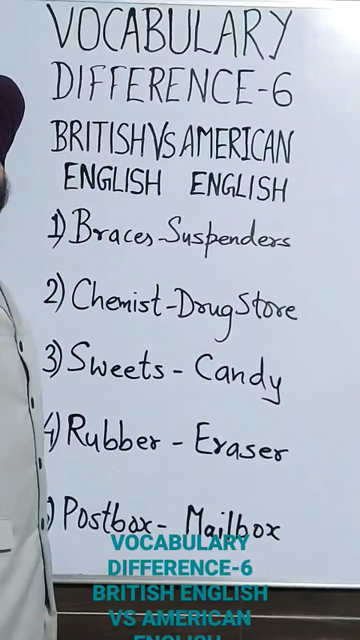 VOCABULARY
DIFFERENCE-6
BRITISH VS AMERICAN
ENGLISH ENGLISH
1) Braces-Suspenders
2) Chemist-Drug Store
3) Sweets - Candy
4) Rubber - Eraser
) Postbox - Mailbox
VOCABULARY
DIFFERENCE-6
BRITISH ENGLISH
VS AMERICAN
ENGLISH